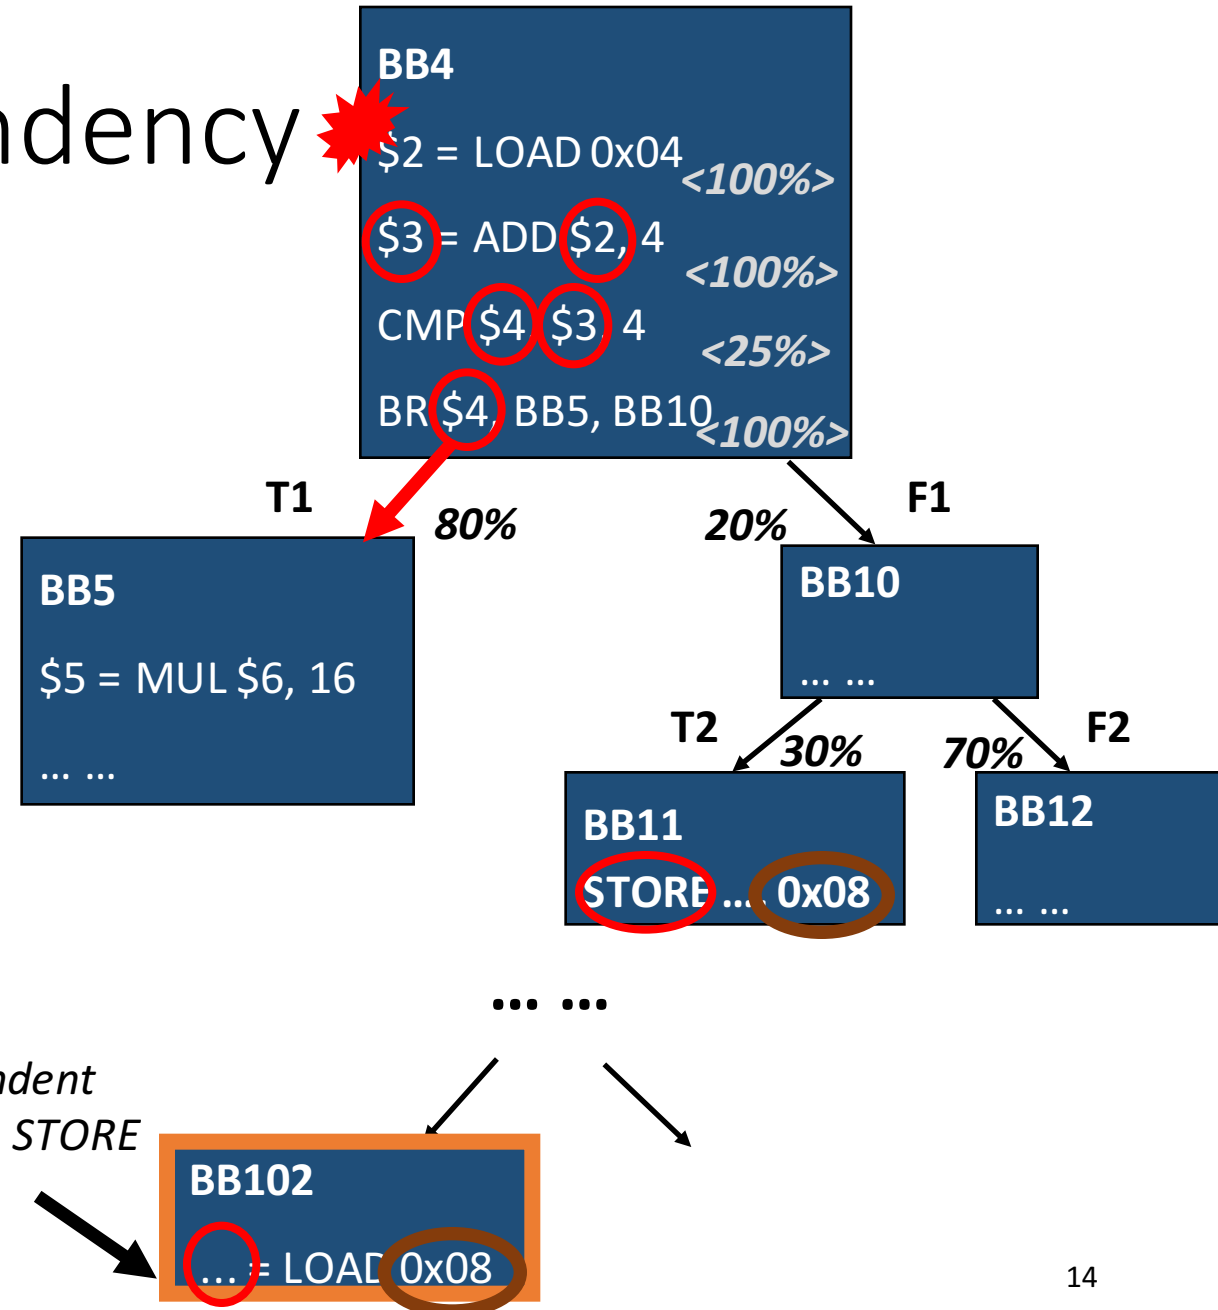 ndency
BB4
$2 = LOAD 0x04
<100%>
$3 = ADD $2, 4
<100%>
CMP $4, $3, 4
<25%>
BR $4, BB5, BB10
<100%>
T1
80%
20%
F1
BB5
$5 = MUL $6, 16
... ...
BB10
... ...
T2
30%
70%
F2
BB11
STORE .... 0x08
BB12
... ...
... ...
ndent
STORE
BB102
... = LOAD 0x08
14